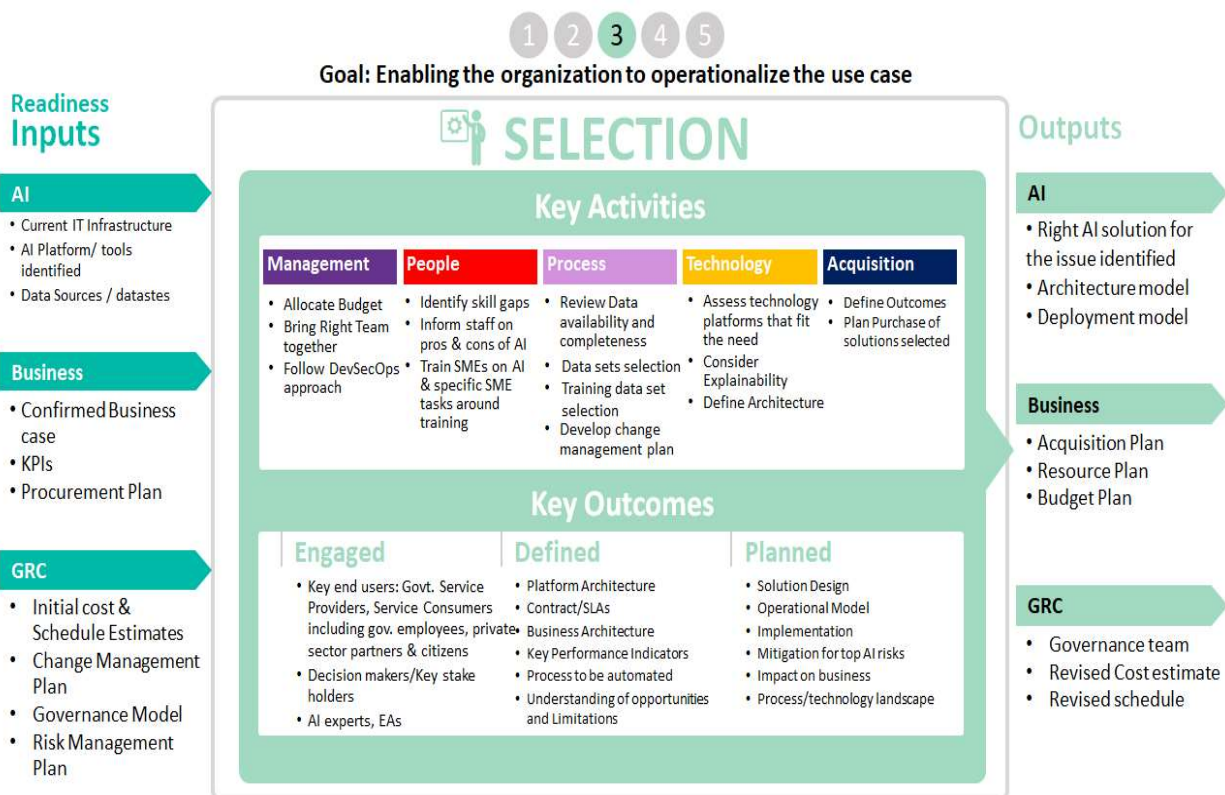 1 2 3 4 5
Goal: Enabling the organization to operationalize the use case
Readiness
Inputs
AI
• Current IT Infrastructure
• AI Platform/ tools
identified
• Data Sources / datastes
Business
• Confirmed Business
case
• KPIs
• Procurement Plan
GRC
• Initial cost &
Schedule Estimates
• Change Management
Plan
• Governance Model
• Risk Management
Plan
SELECTION
Key Activities
Management
• Allocate Budget
• Bring Right Team
together
• Follow DevSecOps
approach
People
• Identify skill gaps
• Inform staff on
pros & cons of AI
• Train SMEs on AI
& specific SME
tasks around
training
Process
• Review Data
availability and
completeness
• Data sets selection
• Training data set
selection
• Develop change
management plan
Technology
• Assess technology
platforms that fit
the need
• Consider
Explainability
• Define Architecture
Acquisition
• Define Outcomes
• Plan Purchase of
solutions selected
Key Outcomes
Engaged
• Key end users: Govt. Service
Providers, Service Consumers
including gov. employees, private
sector partners & citizens
• Decision makers/Key stake
holders
• AI experts, EAs
Defined
• Platform Architecture
• Contract/SLAs
• Business Architecture
• Key Performance Indicators
• Process to be automated
• Understanding of opportunities
and Limitations
Planned
• Solution Design
• Operational Model
• Implementation
• Mitigation for top AI risks
• Impact on business
• Process/technology landscape
Outputs
AI
• Right AI solution for
the issue identified
• Architecture model
• Deployment model
Business
• Acquisition Plan
• Resource Plan
• Budget Plan
GRC
• Governance team
• Revised Cost estimate
• Revised schedule